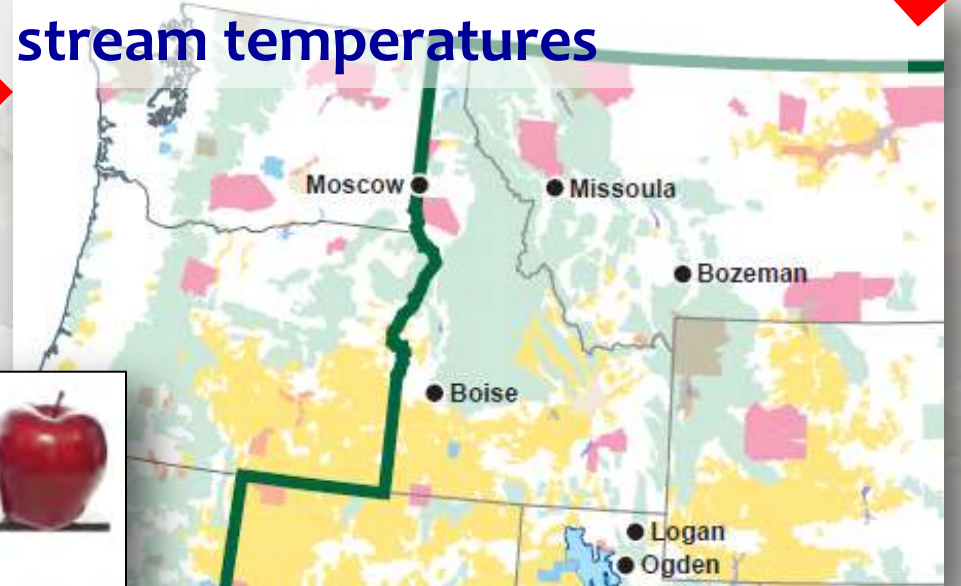 stream temperatures
Moscow
Missoula
Bozeman
Boise
Logan
Ogden